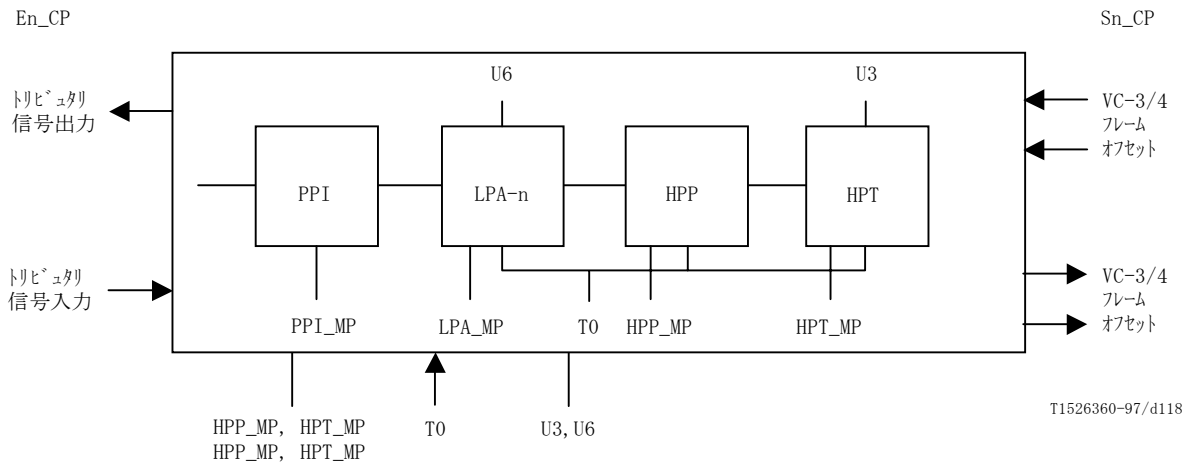 En_CP
Sn_CP
U6
U3
トリビュタリ
信号出力
VC-3/4
フレーム
オフセット
PPI
LPA-n
HPP
HPT
トリビュタリ
信号入力
VC-3/4
フレーム
オフセット
PPI_MP
LPA_MP
T0
HPP_MP
HPT_MP
T1526360-97/d118
HPP_MP, HPT_MP
HPP_MP, HPT_MP
T0
U3,U6